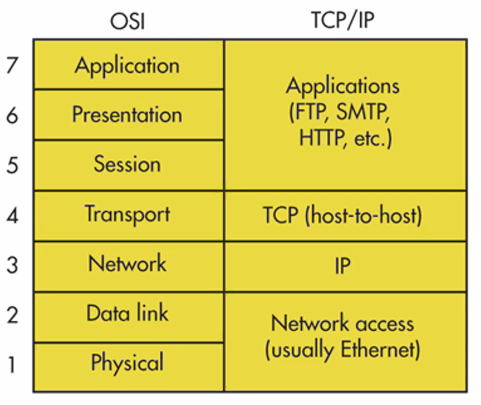 OSI TCP/IP
7 Application
6 Presentation
5 Session
Applications
(FTP, SMTP,
HTTP, etc.)
4 Transport TCP (host-to-host)
3 Network IP
2 Data link
1 Physical
Network access
(usually Ethernet)